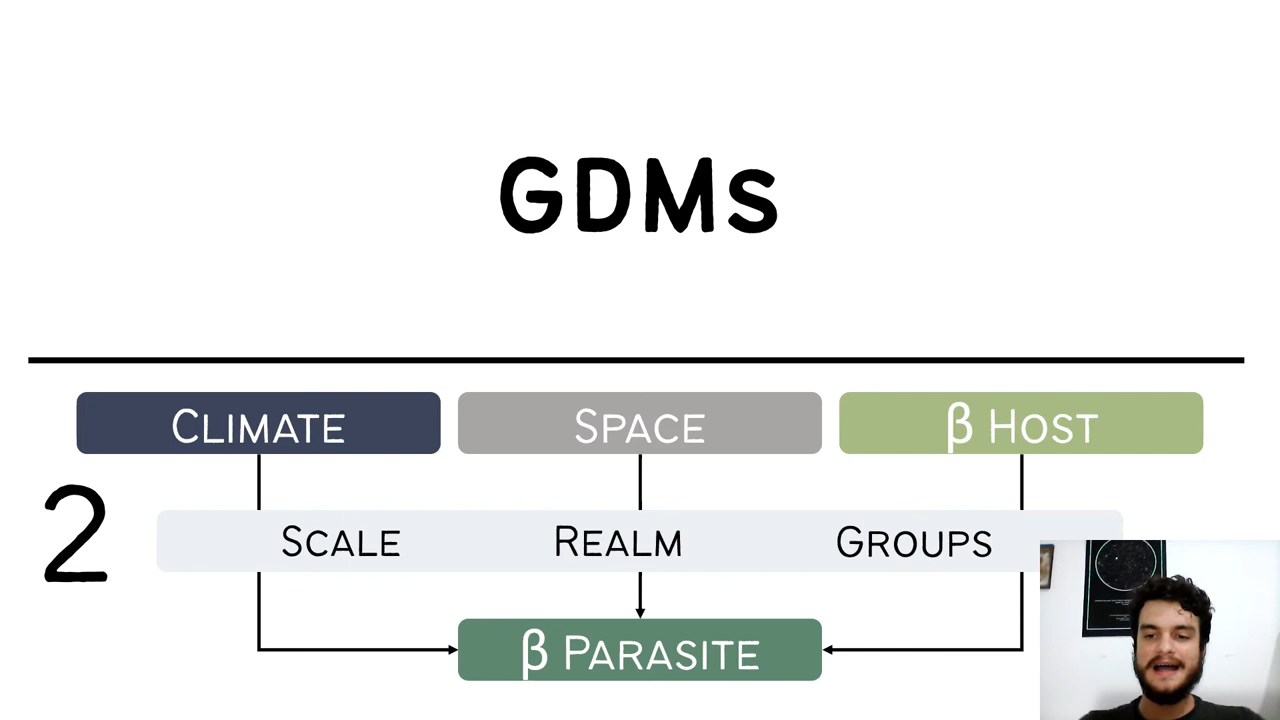 GDMs
Climate Space β Host
2
Scale Realm Groups
β Parasite